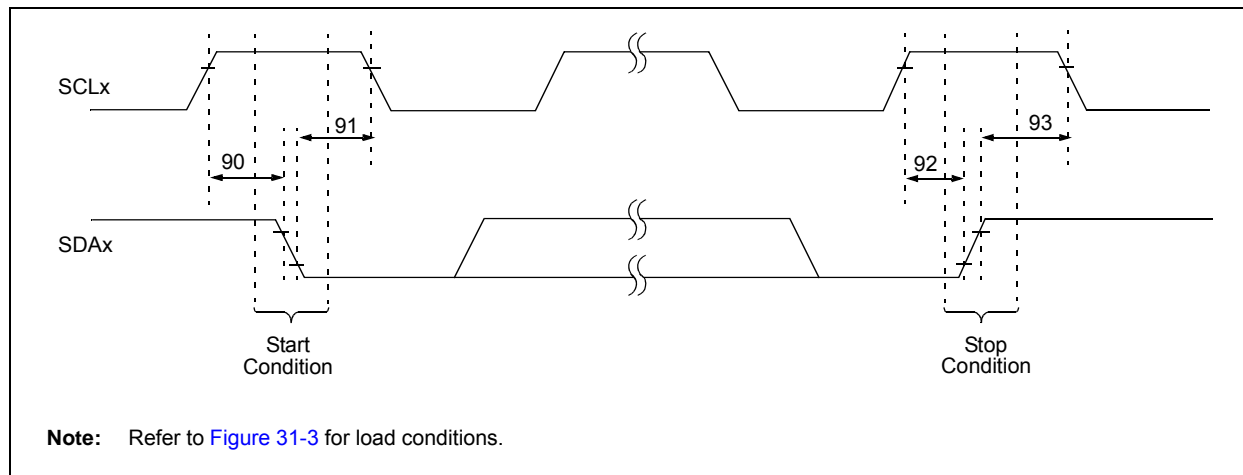 SCLx
91
93
90
92
SDAx
Start
Condition
Stop
Condition
Note: Refer to Figure 31-3 for load conditions.